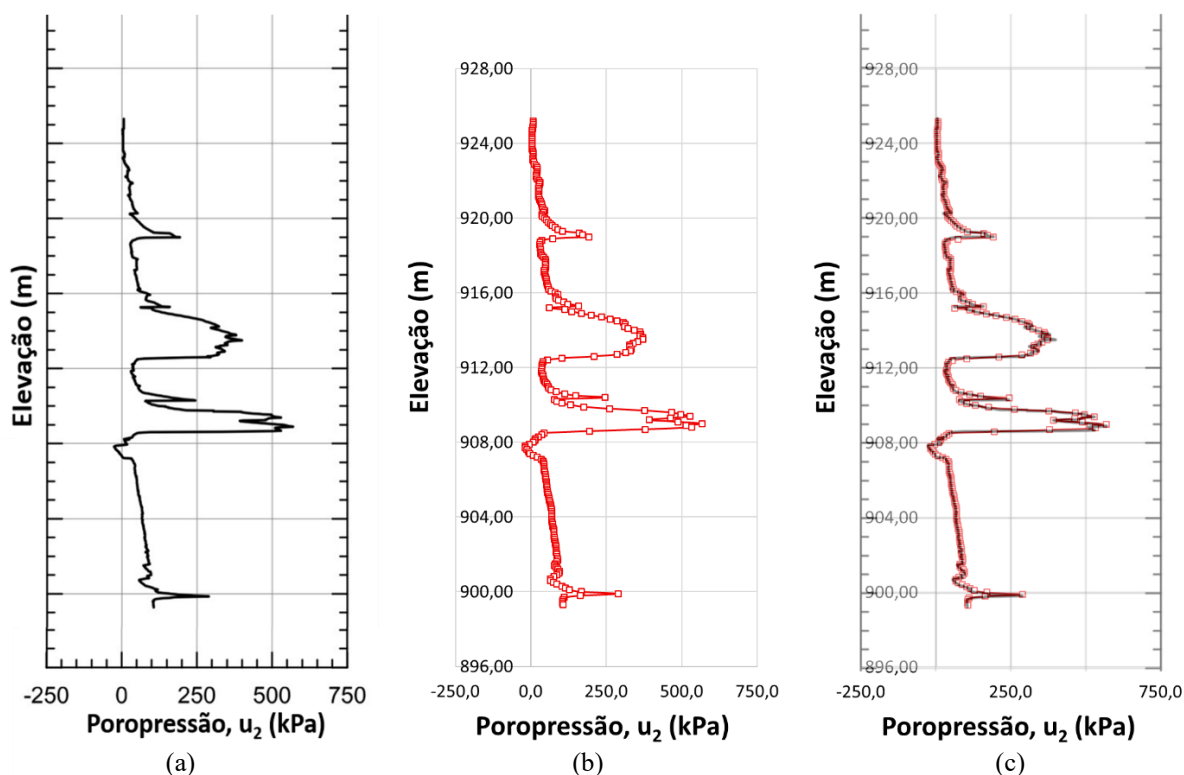 Elevação (m)
-250 0 250 500 750
Poropressão, u₂ (kPa)
(a)
928,00
924,00
920,00
916,00
912,00
908,00
904,00
900,00
896,00
Elevação (m)
-250,0 0,0 250,0 500,0 750,0
Poropressão, u₂ (kPa)
(b)
928,00
924,00
920,00
916,00
912,00
908,00
904,00
900,00
896,00
Elevação (m)
-250,0 250,0 750,0
Poropressão, u₂ (kPa)
(c)